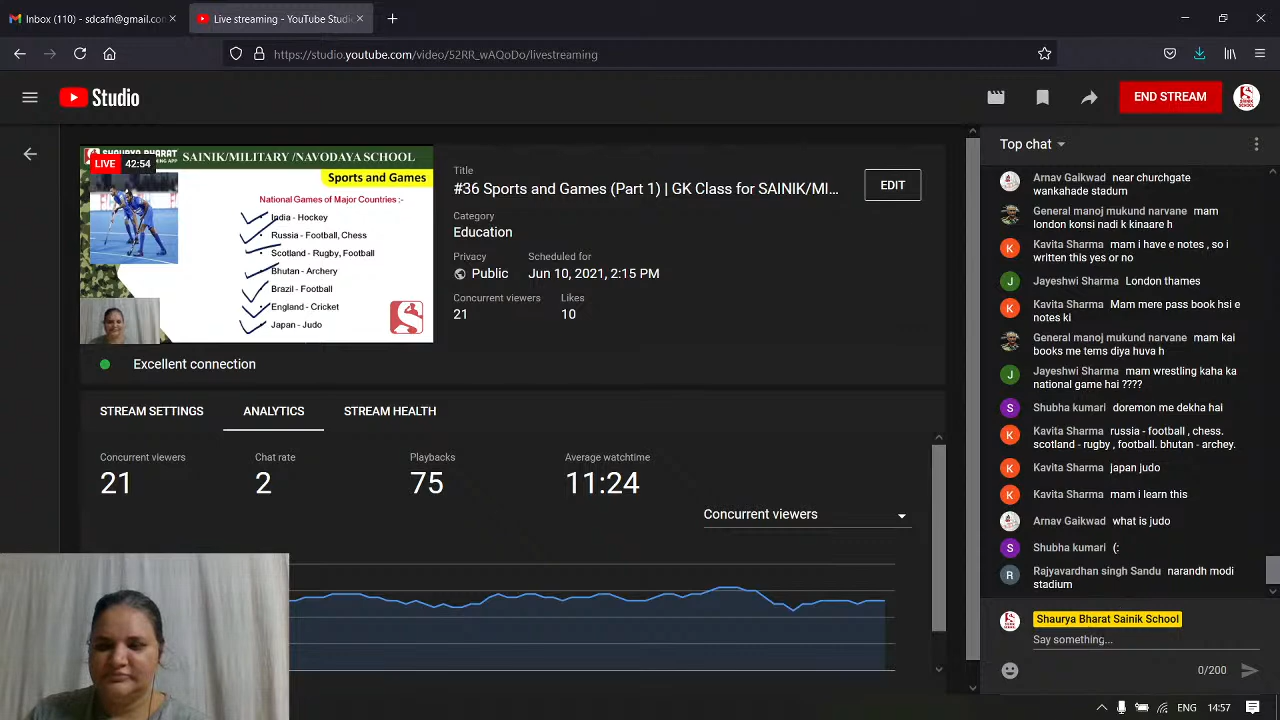 Inbox (110) - scdafn@gmail.com
Live streaming - YouTube Studio
https://studio.youtube.com/video/52RR_wAQoDo/livestreaming
Studio
END STREAM
SHAURYA BHARAT
SAINIK/MILITARY /NAVODAYA SCHOOL
LIVE 42:54
Sports and Games
National Games of Major Countries :-
India - Hockey
Russia - Football, Chess
Scotland - Rugby, Football
Bhutan - Archery
Brazil - Football
England - Cricket
Japan - Judo
Title
#36 Sports and Games (Part 1) | GK Class for SAINIK/MI...
EDIT
Category
Education
Privacy
Public
Scheduled for
Jun 10, 2021, 2:15 PM
Concurrent viewers
21
Likes
10
Excellent connection
STREAM SETTINGS
ANALYTICS
STREAM HEALTH
Concurrent viewers
21
Chat rate
2
Playbacks
75
Average watchtime
11:24
Concurrent viewers
Top chat
Arnav Gaikwad near churchgate
wankahade stadum
General manoj mukund narvane mam
london konsi nadi k kinaare h
Kavita Sharma mam i have e notes , so i
written this yes or no
Jayeshwi Sharma London thames
Kavita Sharma Mam mere pass book hsi e
notes ki
General manoj mukund narvane mam kai
books me tems diya huva h
Jayeshwi Sharma mam wrestling kaha ka
national game hai ????
Shubha kumari doremon me dekha hai
Kavita Sharma russia - football , chess.
scotland - rugby , football. bhutan - archey.
Kavita Sharma japan judo
Kavita Sharma mam i learn this
Arnav Gaikwad what is judo
Shubha kumari (:
Rajyavardhan singh Sandu narandh modi
stadium
Shaurya Bharat Sainik School
Say something...
0/200
ENG
14:57